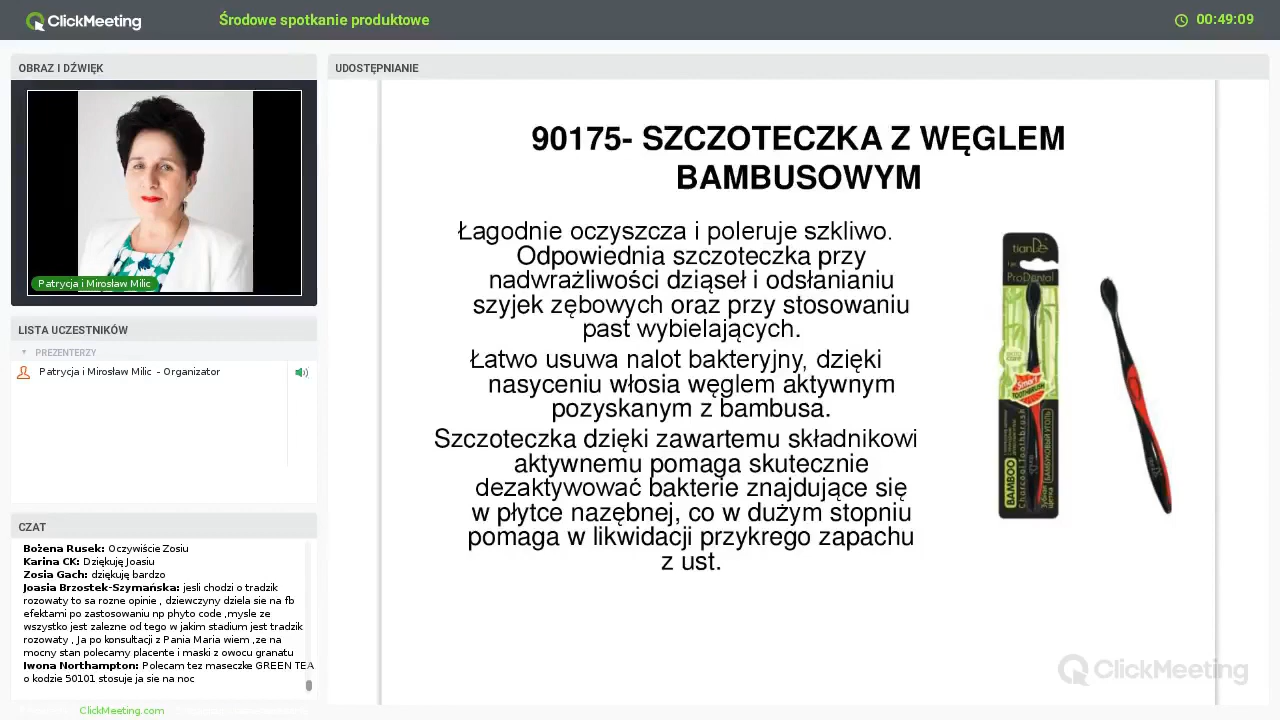 ClickMeeting
Środowe spotkanie produktowe
00:49:09
OBRAZ I DŹWIĘK
Patrycja i Mirosław Milic
LISTA UCZESTNIKÓW
PREZENTERZY
Patrycja i Mirosław Milic - Organizator
CZAT
Bożena Rusek: Oczywiście Zosiu
Karina CK: Dziękuję Joasiu
Zosia Gach: dziękuję bardzo
Joasia Brzostek-Szymańska: jesli chodzi o tradzik
rozowaty to sa rozne opinie , dziewczyny dziela sie na fb
efektami po zastosowaniu np phyto code ,mysle ze
wszystko jest zalezne od tego w jakim stadium jest tradzik
rozowaty , Ja po konsultacji z Pania Maria wiem ,ze na
mocny stan polecamy placente i maski z owocu granatu
Iwona Northampton: Polecam tez maseczke GREEN TEA
o kodzie 50101 stosuje ja sie na noc
ClickMeeting.com
UDOSTĘPNIANIE
90175- SZCZOTECZKA Z WĘGLEM
BAMBUSOWYM
Łagodnie oczyszcza i poleruje szkliwo.
Odpowiednia szczoteczka przy
nadwrażliwości dziąseł i odsłanianiu
szyjek zębowych oraz przy stosowaniu
past wybielających.
Łatwo usuwa nalot bakteryjny, dzięki
nasyceniu włosia węglem aktywnym
pozyskanym z bambusa.
Szczoteczka dzięki zawartemu składnikowi
aktywnemu pomaga skutecznie
dezaktywować bakterie znajdujące się
w płytce nazębnej, co w dużym stopniu
pomaga w likwidacji przykrego zapachu
z ust.
tianDe
ProDental
Smart
TOOTHBRUSH
BAMBOO
Charcoal Toothbrush
Зубная щетка
БАМБУКОВЫЙ УГОЛЬ
ClickMeeting